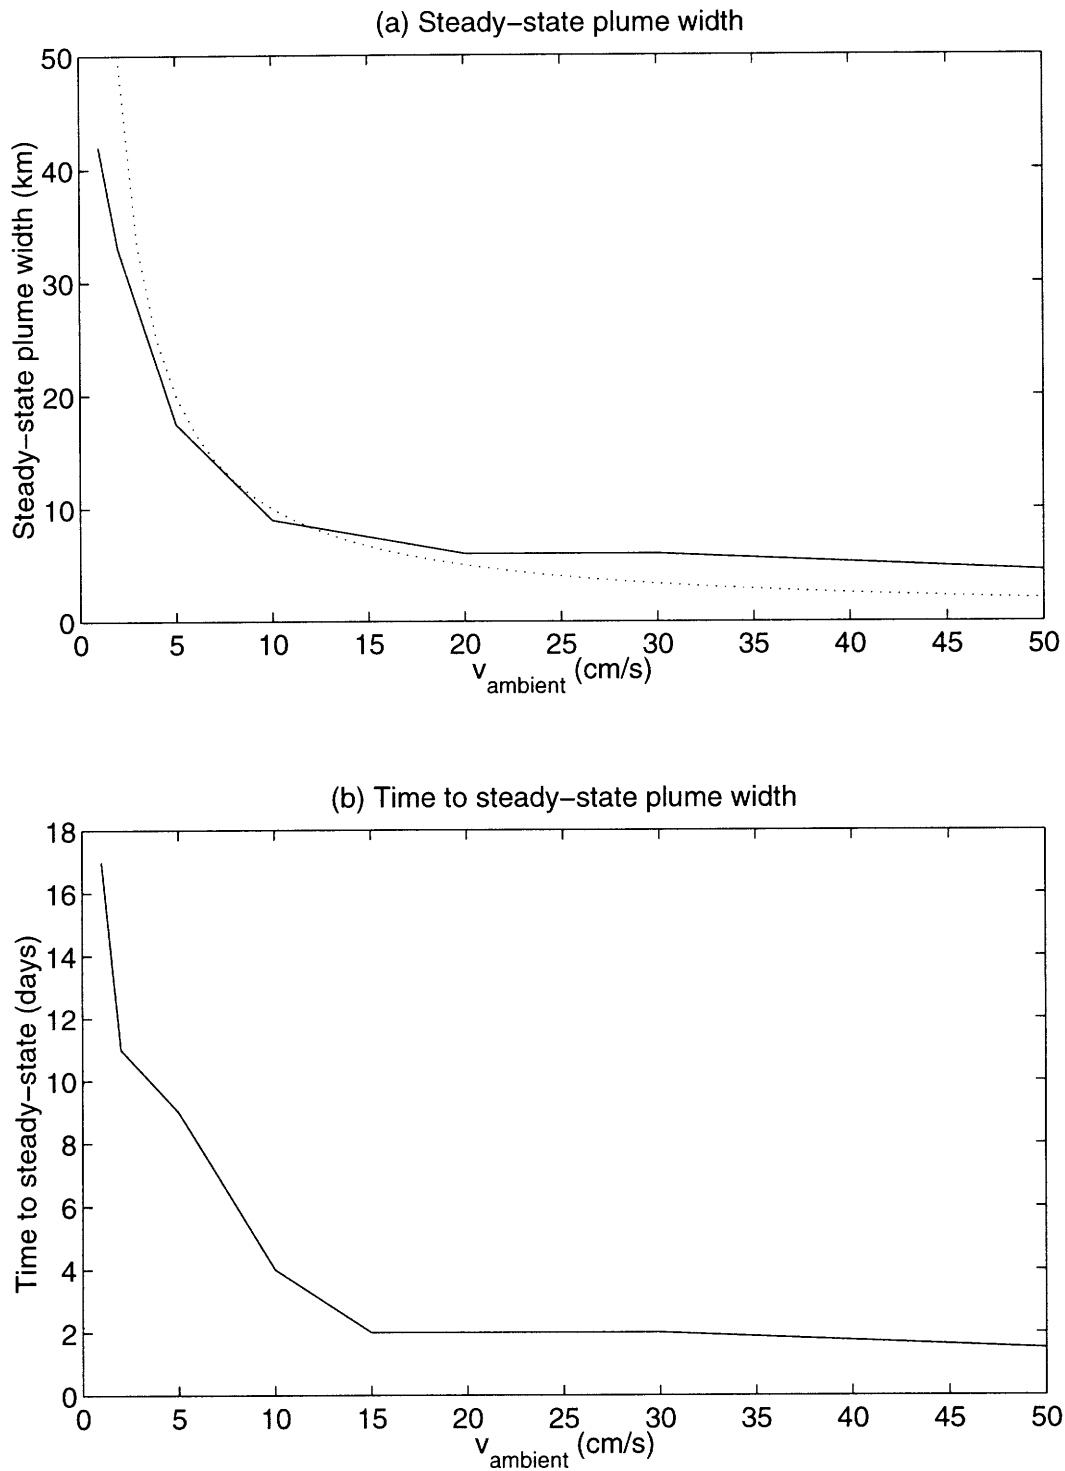 (a) Steady−state plume width
50
40
30
20
10
0
Steady−state plume width (km)
0 5 10 15 20 25 30 35 40 45 50
v_ambient (cm/s)
(b) Time to steady−state plume width
18
16
14
12
10
8
6
4
2
0
Time to steady−state (days)
0 5 10 15 20 25 30 35 40 45 50
v_ambient (cm/s)